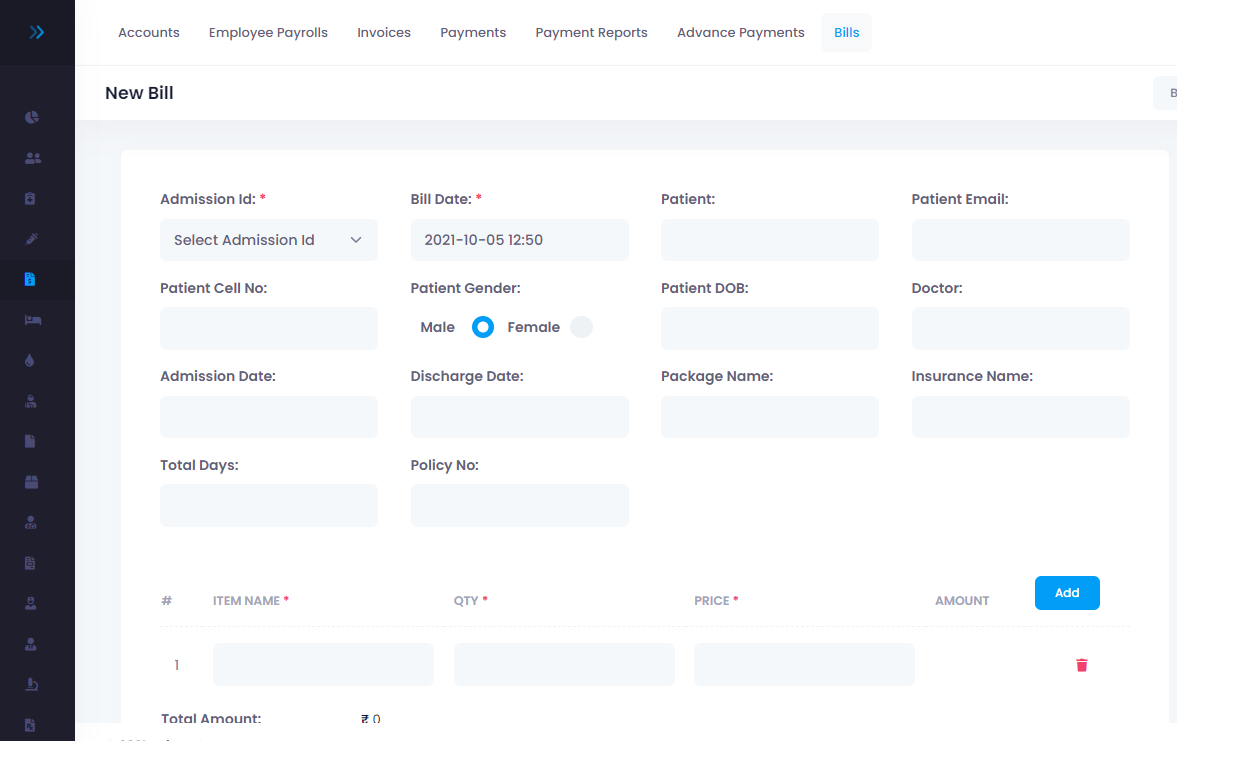 Accounts Employee Payrolls Invoices Payments Payment Reports Advance Payments Bills
New Bill
Admission Id: * Bill Date: * Patient: Patient Email:
Select Admission Id 2021-10-05 12:50
Patient Cell No: Patient Gender: Patient DOB: Doctor:
Male Female
Admission Date: Discharge Date: Package Name: Insurance Name:
Total Days: Policy No:
# ITEM NAME * QTY * PRICE * AMOUNT Add
1
Total Amount: ₹ 0